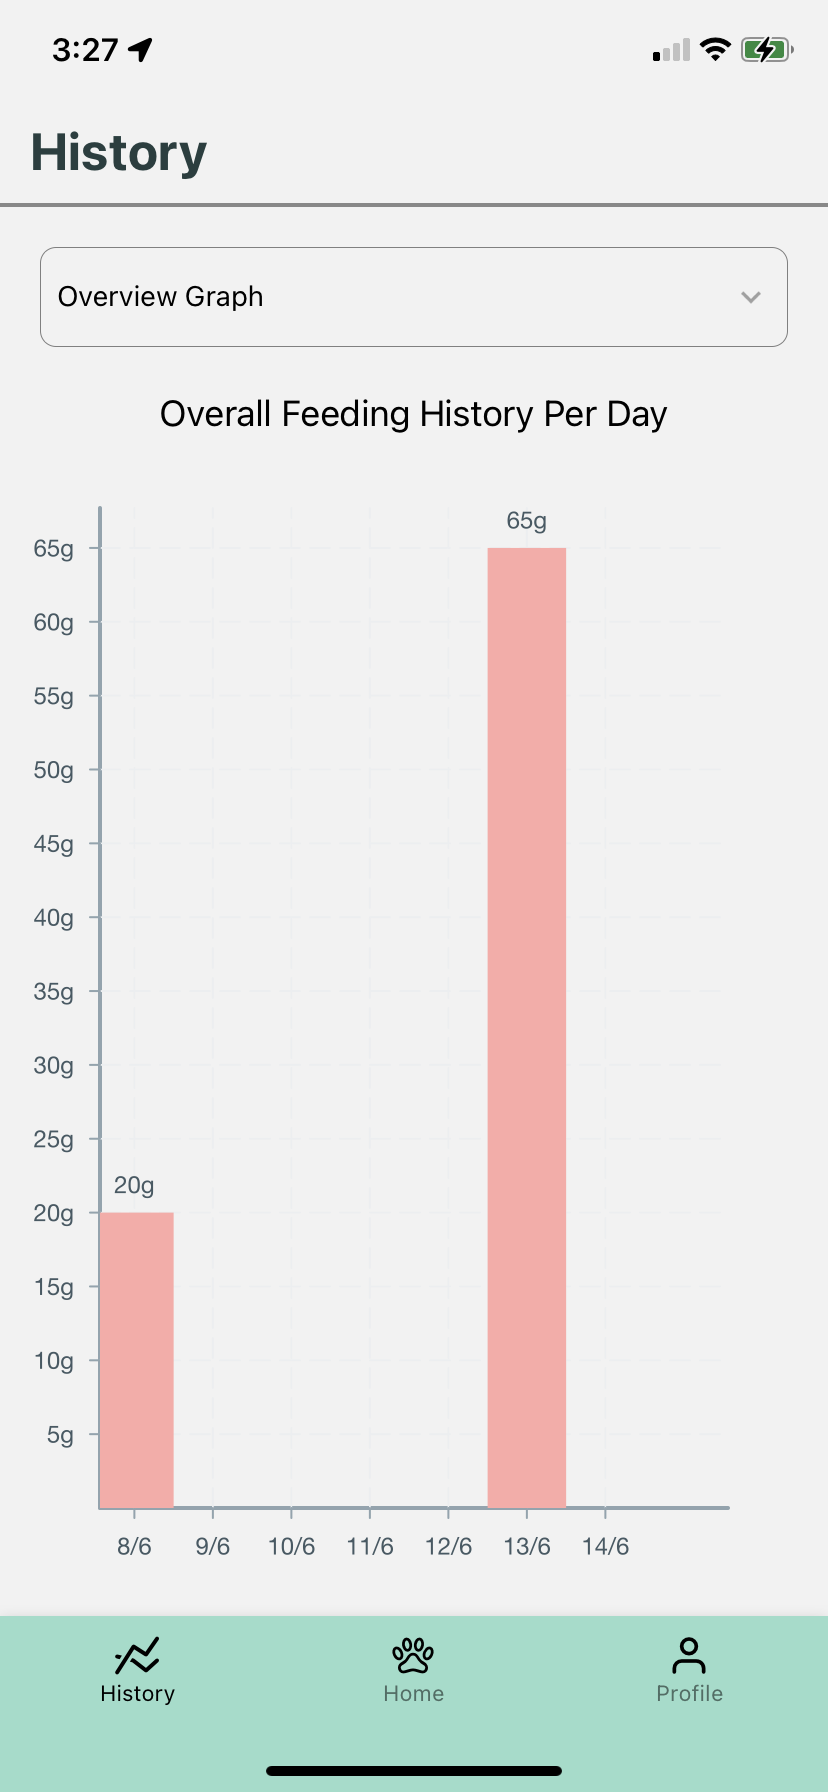 3:27
History
Overview Graph
Overall Feeding History Per Day
65g
65g
60g
55g
50g
45g
40g
35g
30g
25g
20g
20g
15g
10g
5g
8/6 9/6 10/6 11/6 12/6 13/6 14/6
History Home Profile